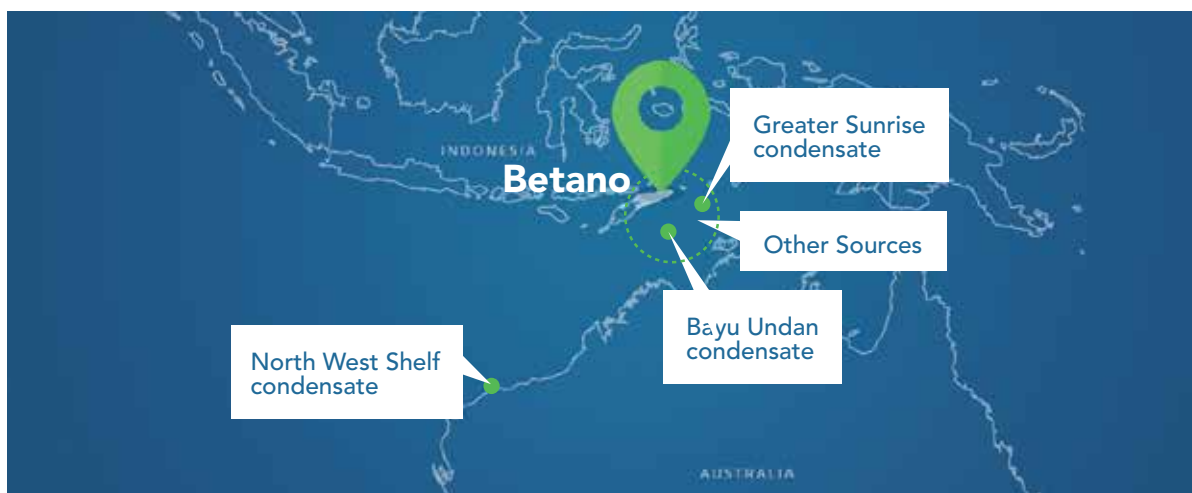 Greater Sunrise
condensate
INDONESIA
Betano
Other Sources
Bayu Undan
condensate
North West Shelf
condensate
AUSTRALIA